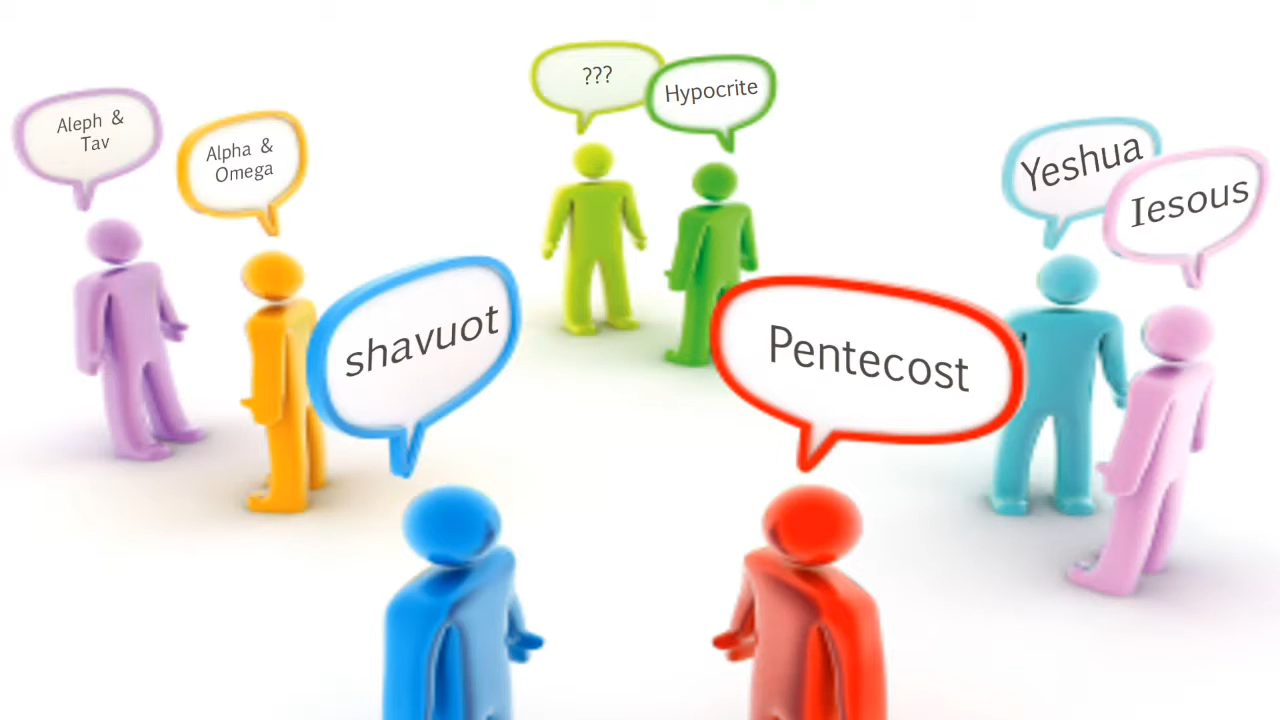 Aleph &
Tav
Alpha &
Omega
???
Hypocrite
Yeshua
Iesous
shavuot
Pentecost